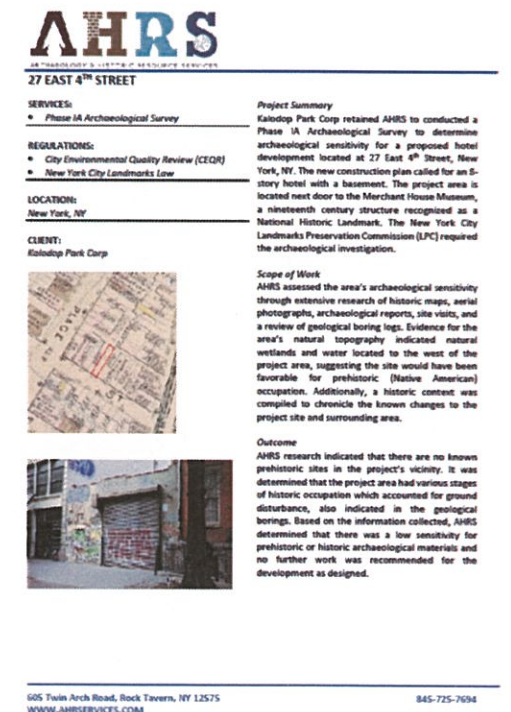 AHRS
ARCHAEOLOGY & HISTORIC RESOURCE SERVICES
27 EAST 4TH STREET
SERVICES:
• Phase IA Archaeological Survey
REGULATIONS:
• City Environmental Quality Review (CEQR)
• New York City Landmarks Law
LOCATION:
New York, NY
CLIENT:
Kalodop Park Corp
PLACE
Project Summary
Kalodop Park Corp retained AHRS to conducted a
Phase IA Archaeological Survey to determine
archaeological sensitivity for a proposed hotel
development located at 27 East 4th Street, New
York, NY. The new construction plan called for an 8-
story hotel with a basement. The project area is
located next door to the Merchant House Museum,
a nineteenth century structure recognized as a
National Historic Landmark. The New York City
Landmarks Preservation Commission (LPC) required
the archaeological investigation.
Scope of Work
AHRS assessed the area's archaeological sensitivity
through extensive research of historic maps, aerial
photographs, archaeological reports, site visits, and
a review of geological boring logs. Evidence for the
area's natural topography indicated natural
wetlands and water located to the west of the
project area, suggesting the site would have been
favorable for prehistoric (Native American)
occupation. Additionally, a historic context was
compiled to chronicle the known changes to the
project site and surrounding area.
Outcome
AHRS research indicated that there are no known
prehistoric sites in the project's vicinity. It was
determined that the project area had various stages
of historic occupation which accounted for ground
disturbance, also indicated in the geological
borings. Based on the information collected, AHRS
determined that there was a low sensitivity for
prehistoric or historic archaeological materials and
no further work was recommended for the
development as designed.
605 Twin Arch Road, Rock Tavern, NY 12575
845-725-7694
WWW.AHRSERVICES.COM